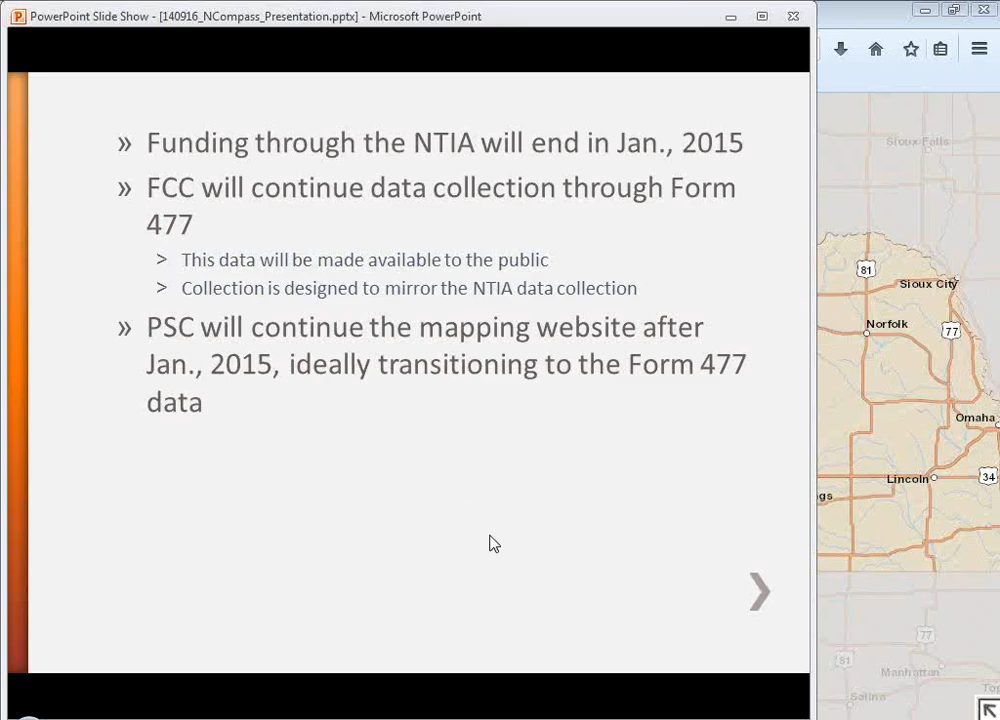 PowerPoint Slide Show - [140916_NCompass_Presentation.pptx] - Microsoft PowerPoint
» Funding through the NTIA will end in Jan., 2015
» FCC will continue data collection through Form
477
> This data will be made available to the public
> Collection is designed to mirror the NTIA data collection
» PSC will continue the mapping website after
Jan., 2015, ideally transitioning to the Form 477
data
Sioux Falls
81
Sioux City
Norfolk
77
Omaha
Lincoln
34
gs
77
81
Manhattan
Salina